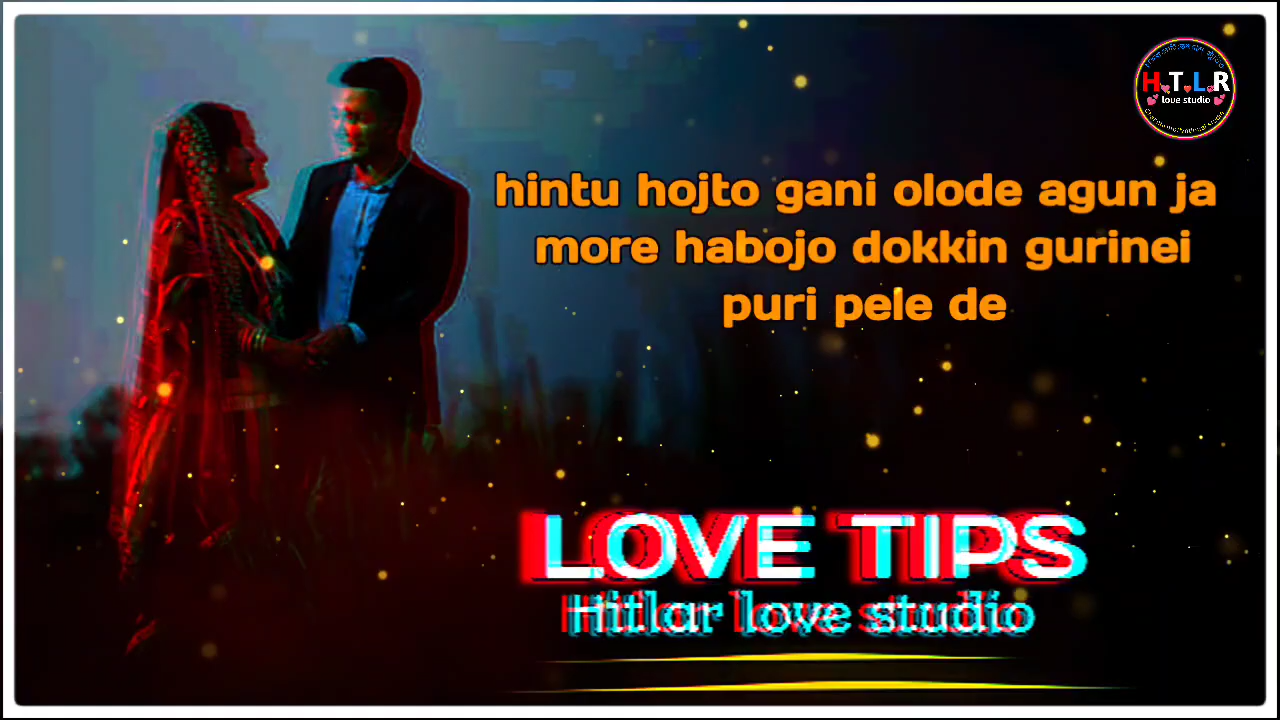 H.T.L.R
love studio
hintu hojto gani olode agun ja
more habojo dokkin gurinei
puri pele de
LOVE TIPS
Hitlar love studio